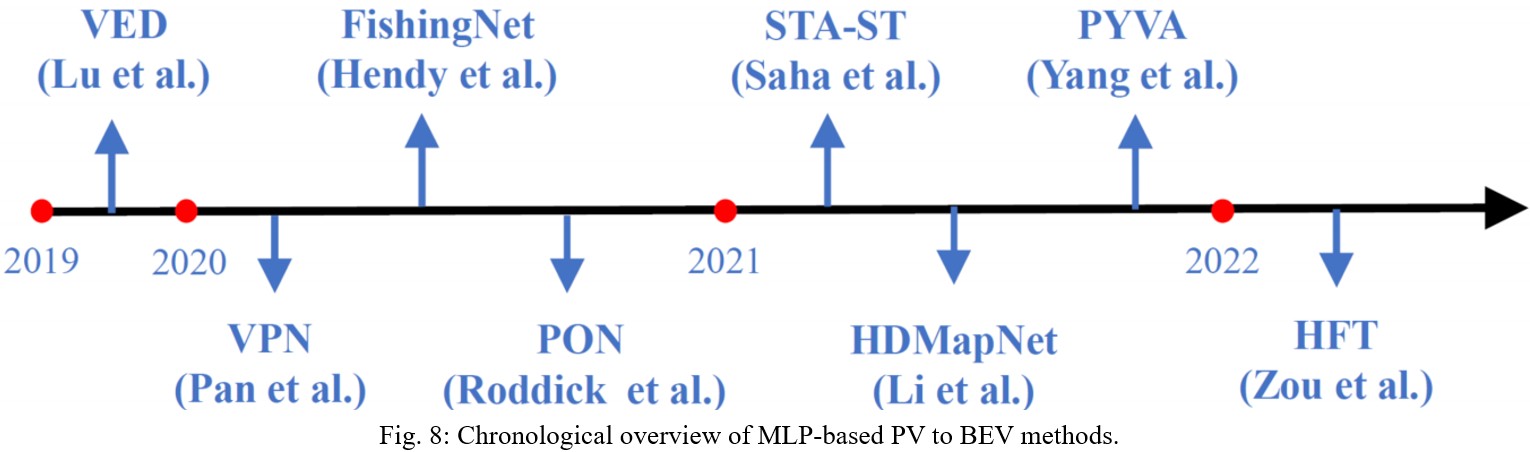 VED
(Lu et al.)
FishingNet
(Hendy et al.)
STA-ST
(Saha et al.)
PYVA
(Yang et al.)
2019
2020
2021
2022
VPN
(Pan et al.)
PON
(Roddick et al.)
HDMapNet
(Li et al.)
HFT
(Zou et al.)
Fig. 8: Chronological overview of MLP-based PV to BEV methods.